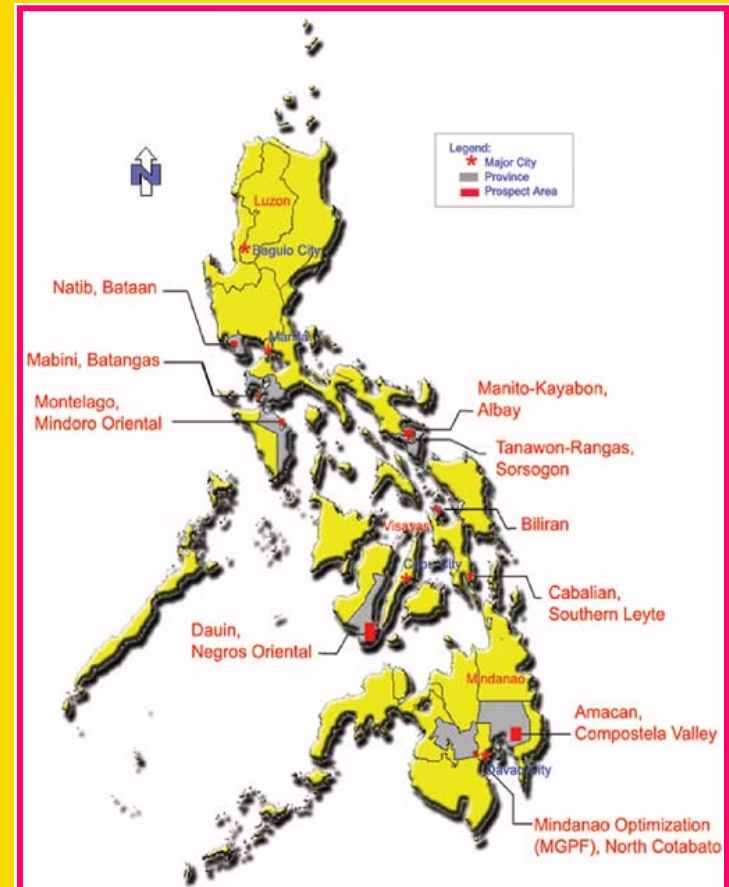 Legend:
* Major City
Province
Prospect Area
N
Luzon
Baguio City
Natib, Bataan
Manila
Mabini, Batangas
Montelago,
Mindoro Oriental
Manito-Kayabon,
Albay
Tanawon-Rangas,
Sorsogon
Biliran
Visayas
Cebu City
Cabalian,
Southern Leyte
Dauin,
Negros Oriental
Mindanao
Amacan,
Compostela Valley
Davao City
Mindanao Optimization
(MGPF), North Cotabato